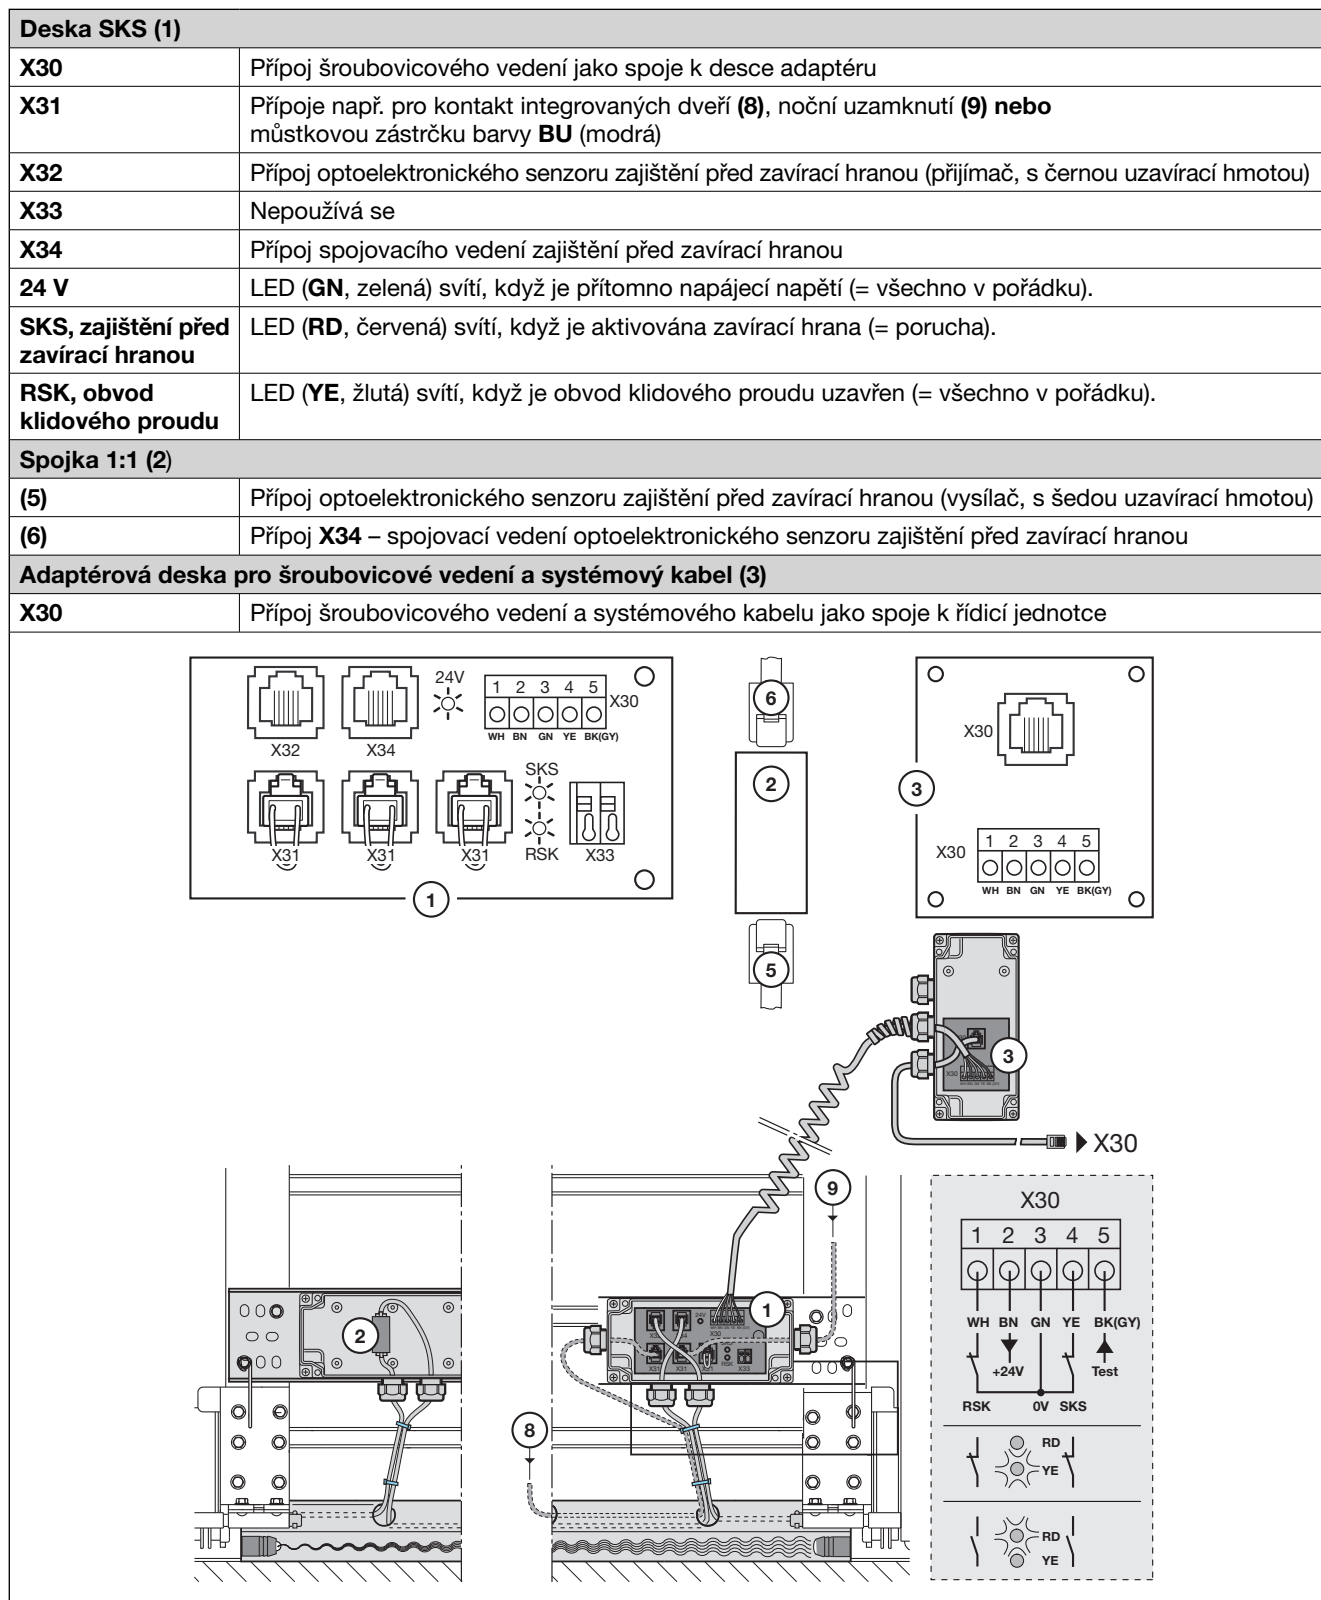 Deska SKS (1)
X30 Přípoj šroubovicového vedení jako spoje k desce adaptéru
X31 Přípoje např. pro kontakt integrovaných dveří (8), noční uzamknutí (9) nebo
můstkovou zástrčku barvy BU (modrá)
X32 Přípoj optoelektronického senzoru zajištění před zavírací hranou (přijímač, s černou uzavírací hmotou)
X33 Nepoužívá se
X34 Přípoj spojovacího vedení zajištění před zavírací hranou
24 V LED (GN, zelená) svítí, když je přítomno napájecí napětí (= všechno v pořádku).
SKS, zajištění před zavírací hranou LED (RD, červená) svítí, když je aktivována zavírací hrana (= porucha).
RSK, obvod klidového proudu LED (YE, žlutá) svítí, když je obvod klidového proudu uzavřen (= všechno v pořádku).
Spojka 1:1 (2)
(5) Přípoj optoelektronického senzoru zajištění před zavírací hranou (vysílač, s šedou uzavírací hmotou)
(6) Přípoj X34 – spojovací vedení optoelektronického senzoru zajištění před zavírací hranou
Adaptérová deska pro šroubovicové vedení a systémový kabel (3)
X30 Přípoj šroubovicového vedení a systémového kabelu jako spoje k řídicí jednotce
24V
1 2 3 4 5
X30
WH BN GN YE BK(GY)
X32 X34
SKS
RSK
X31 X31 X31 X33
1
6
2
5
X30
3
X30
1 2 3 4 5
WH BN GN YE BK(GY)
3
X30
X30
9
1
24V
X30
X31 X31 X33
RSK
2
8
X30
1 2 3 4 5
WH BN GN YE BK(GY)
+24V Test
RSK 0V SKS
RD
YE
RD
YE